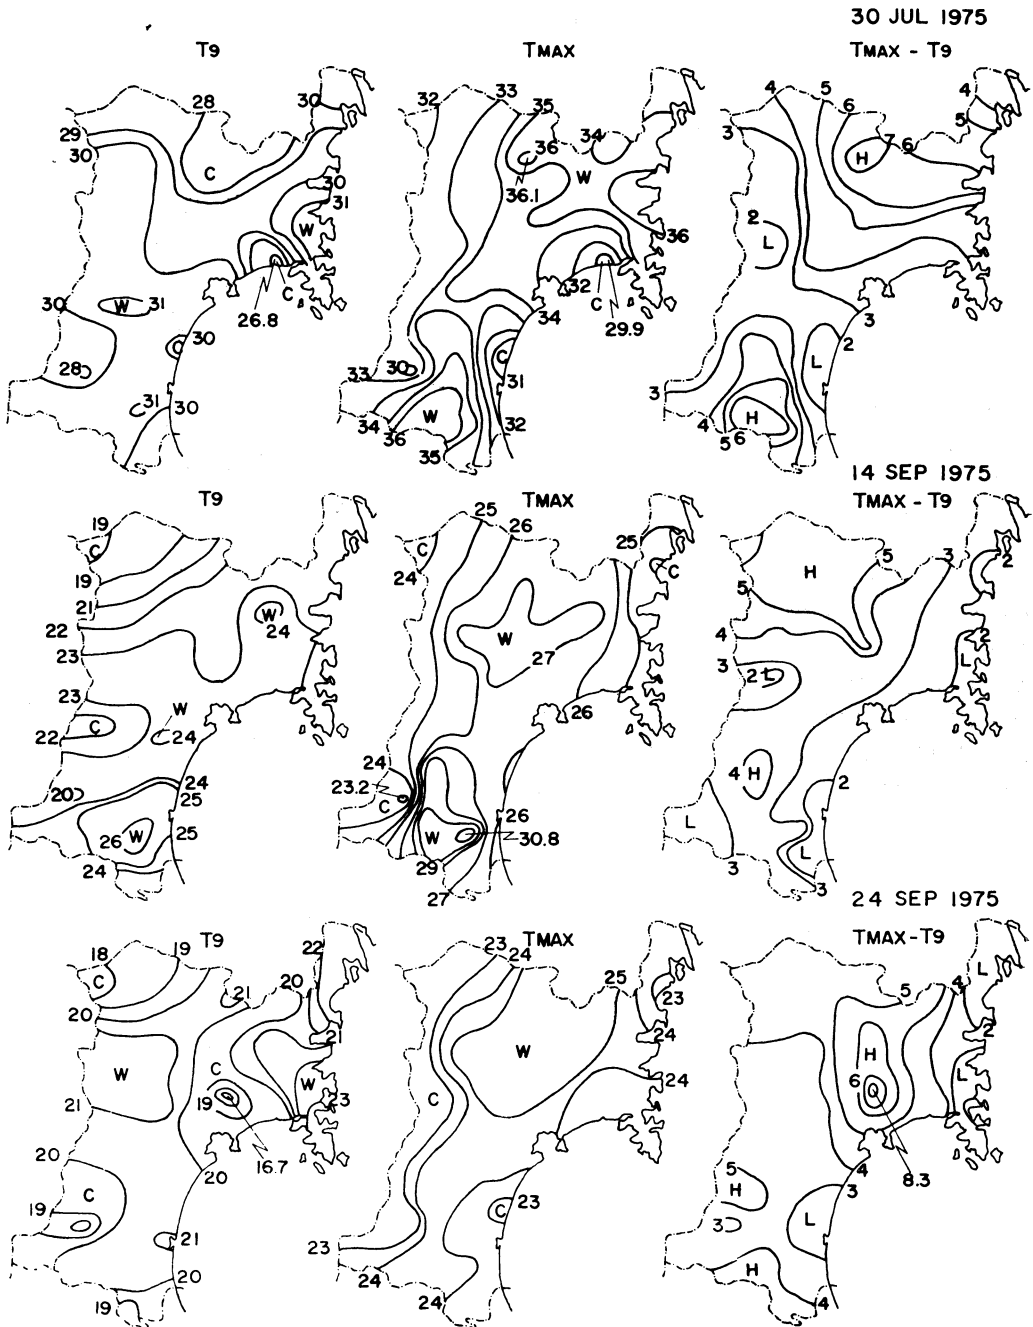 30 JUL 1975
T9
TMAX
TMAX - T9
28
30
29
30
C
30
31
W
30
W
31
26.8
C
28
30
C
31
30
32
33
35
34
36
W
36.1
36
32
C
29.9
34
33
30
C
31
W
34
36
35
32
4
5
6
4
5
3
7
6
H
2
L
3
2
L
3
H
4
5
6
14 SEP 1975
T9
TMAX
TMAX - T9
19
C
19
21
22
23
W
24
23
C
22
W
24
20
24
25
W
26
25
24
25
26
25
C
24
C
W
27
26
24
23.2
C
W
26
30.8
29
27
5
3
2
H
5
4
3
2
L
2
L
4
H
2
L
3
L
3
24 SEP 1975
T9
TMAX
TMAX-T9
18
19
22
C
21
20
20
21
W
C
W
21
19
23
20
16.7
20
C
19
21
20
19
23
24
25
23
24
W
C
24
23
C
23
24
24
L
5
4
2
H
6
L
8.3
4
5
H
3
3
L
H
4